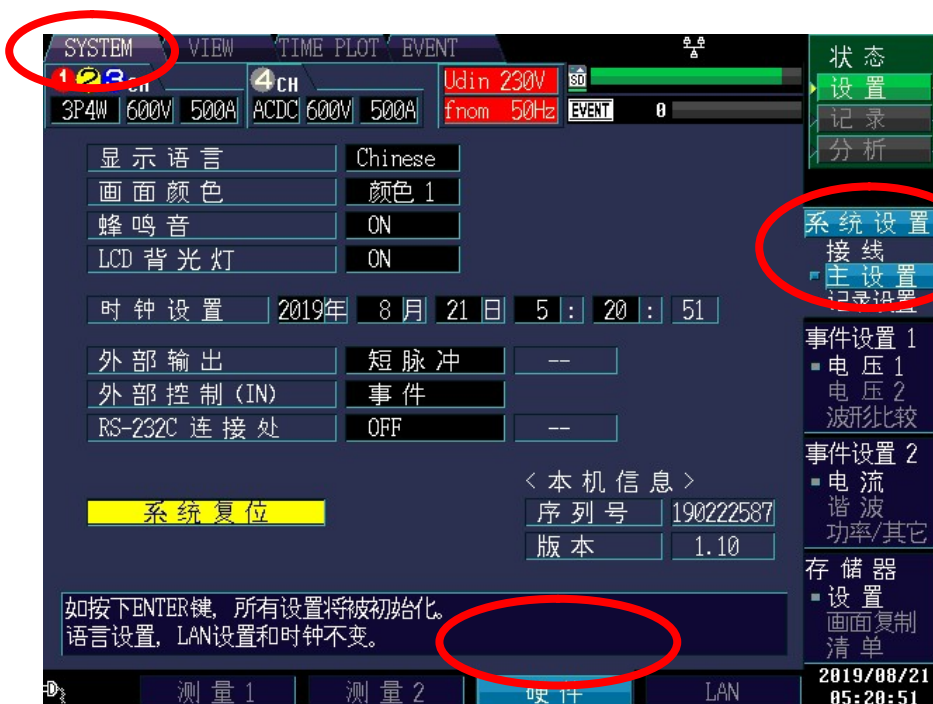 SYSTEM VIEW TIME PLOT EVENT
1 2 3 CH 4 CH Udin 230V SD
3P4W 600V 500A ACDC 600V 500A fnom 50Hz EVENT 0
状态
设置
记录
分析
显示语言 Chinese
画面颜色 颜色 1
蜂鸣音 ON
LCD 背光灯 ON
时钟设置 2019年 8月 21日 5 : 20 : 51
外部输出 短脉冲 --
外部控制(IN) 事件
RS-232C 连接处 OFF --
系统复位
<本机信息>
序列号 190222587
版本 1.10
如按下ENTER键, 所有设置将被初始化。
语言设置, LAN设置和时钟不变。
系统设置
接线
主设置
记录设置
事件设置 1
电压 1
电压 2
波形比较
事件设置 2
电流
谐波
功率/其它
存储器
设置
画面复制
清单
测量 1 测量 2 硬件 LAN
2019/08/21
05:20:51